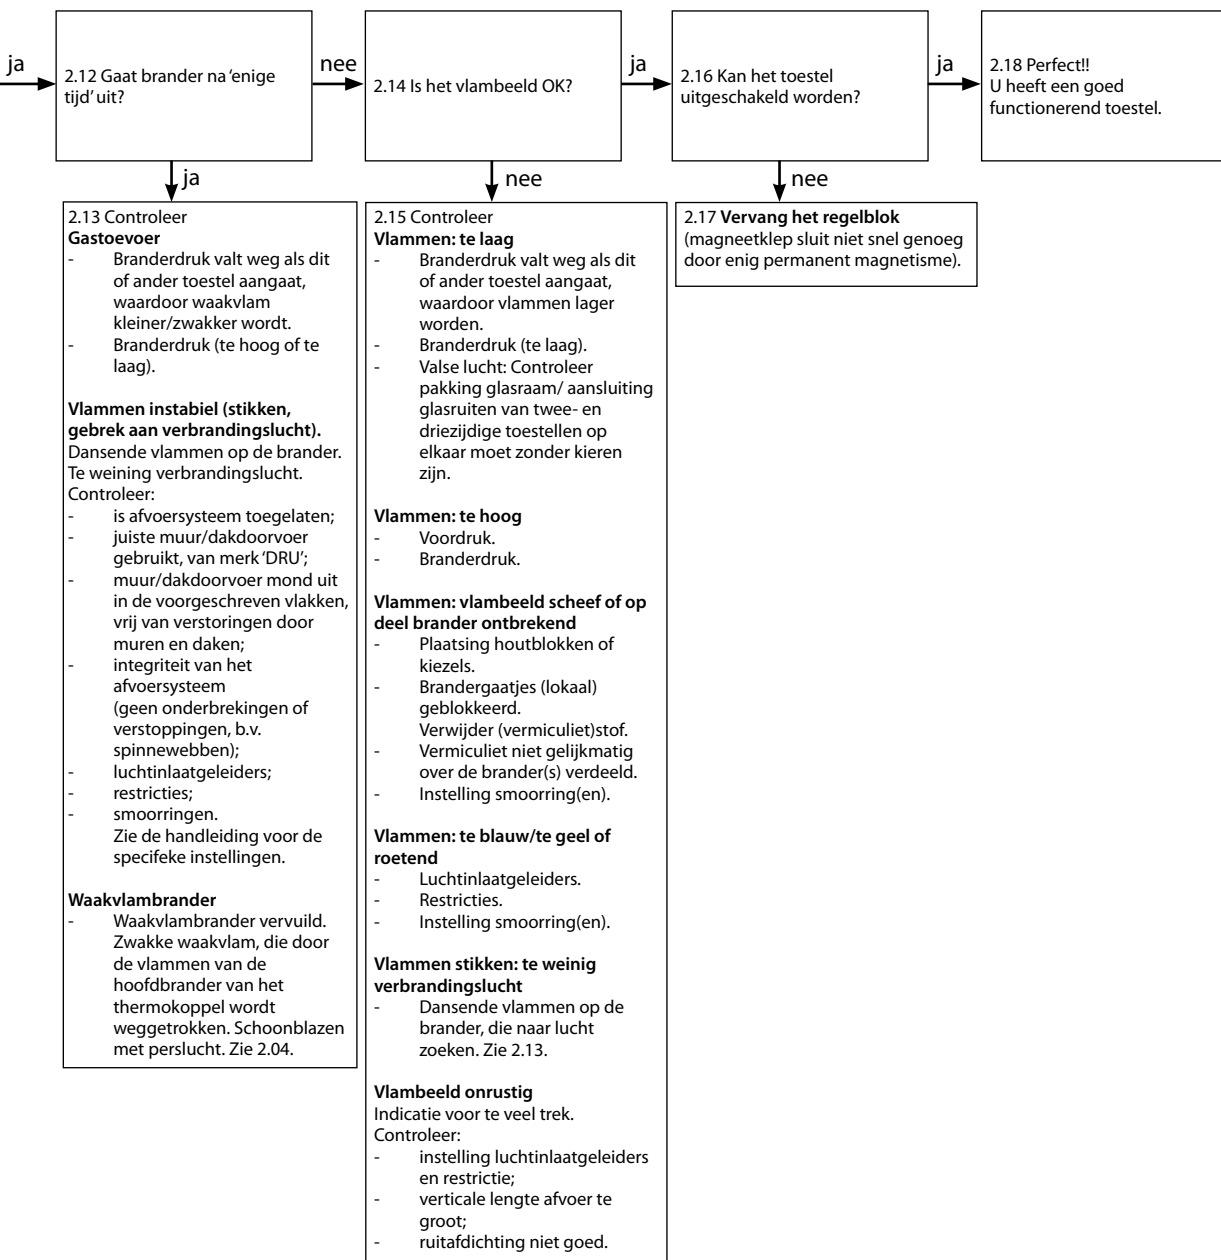 ja
2.12 Gaat brander na ‘enige
tijd’ uit?
nee
2.14 Is het vlambeeld OK?
ja
2.16 Kan het toestel
uitgeschakeld worden?
ja
2.18 Perfect!!
U heeft een goed
functionerend toestel.
ja
nee
nee
2.13 Controleer
Gastoevoer
- Branderdruk valt weg als dit
of ander toestel aangaat,
waardoor waakvlam
kleiner/zwakker wordt.
- Branderdruk (te hoog of te
laag).
Vlammen instabiel (stikken,
gebrek aan verbrandingslucht).
Dansende vlammen op de brander.
Te weining verbrandingslucht.
Controleer:
- is afvoersysteem toegelaten;
- juiste muur/dakdoorvoer
gebruikt, van merk ‘DRU’;
- muur/dakdoorvoer mond uit
in de voorgeschreven vlakken,
vrij van verstoringen door
muren en daken;
- integriteit van het
afvoersysteem
(geen onderbrekingen of
verstoppingen, b.v.
spinnewebben);
- luchtinlaatgeleiders;
- restricties;
- smoorringen.
Zie de handleiding voor de
specifeke instellingen.
Waakvlambrander
- Waakvlambrander vervuild.
Zwakke waakvlam, die door
de vlammen van de
hoofdbrander van het
thermokoppel wordt
weggetrokken. Schoonblazen
met perslucht. Zie 2.04.
2.15 Controleer
Vlammen: te laag
- Branderdruk valt weg als dit
of ander toestel aangaat,
waardoor vlammen lager
worden.
- Branderdruk (te laag).
- Valse lucht: Controleer
pakking glasraam/ aansluiting
glasruiten van twee- en
driezijdige toestellen op
elkaar moet zonder kieren
zijn.
Vlammen: te hoog
- Voordruk.
- Branderdruk.
Vlammen: vlambeeld scheef of op
deel brander ontbrekend
- Plaatsing houtblokken of
kiezels.
- Brandergaatjes (lokaal)
geblokkeerd.
Verwijder (vermiculiet)stof.
- Vermiculiet niet gelijkmatig
over de brander(s) verdeeld.
- Instelling smoorring(en).
Vlammen: te blauw/te geel of
roetend
- Luchtinlaatgeleiders.
- Restricties.
- Instelling smoorring(en).
Vlammen stikken: te weinig
verbrandingslucht
- Dansende vlammen op de
brander, die naar lucht
zoeken. Zie 2.13.
Vlambeeld onrustig
Indicatie voor te veel trek.
Controleer:
- instelling luchtinlaatgeleiders
en restrictie;
- verticale lengte afvoer te
groot;
- ruitafdichting niet goed.
2.17 Vervang het regelblok
(magneetklep sluit niet snel genoeg
door enig permanent magnetisme).